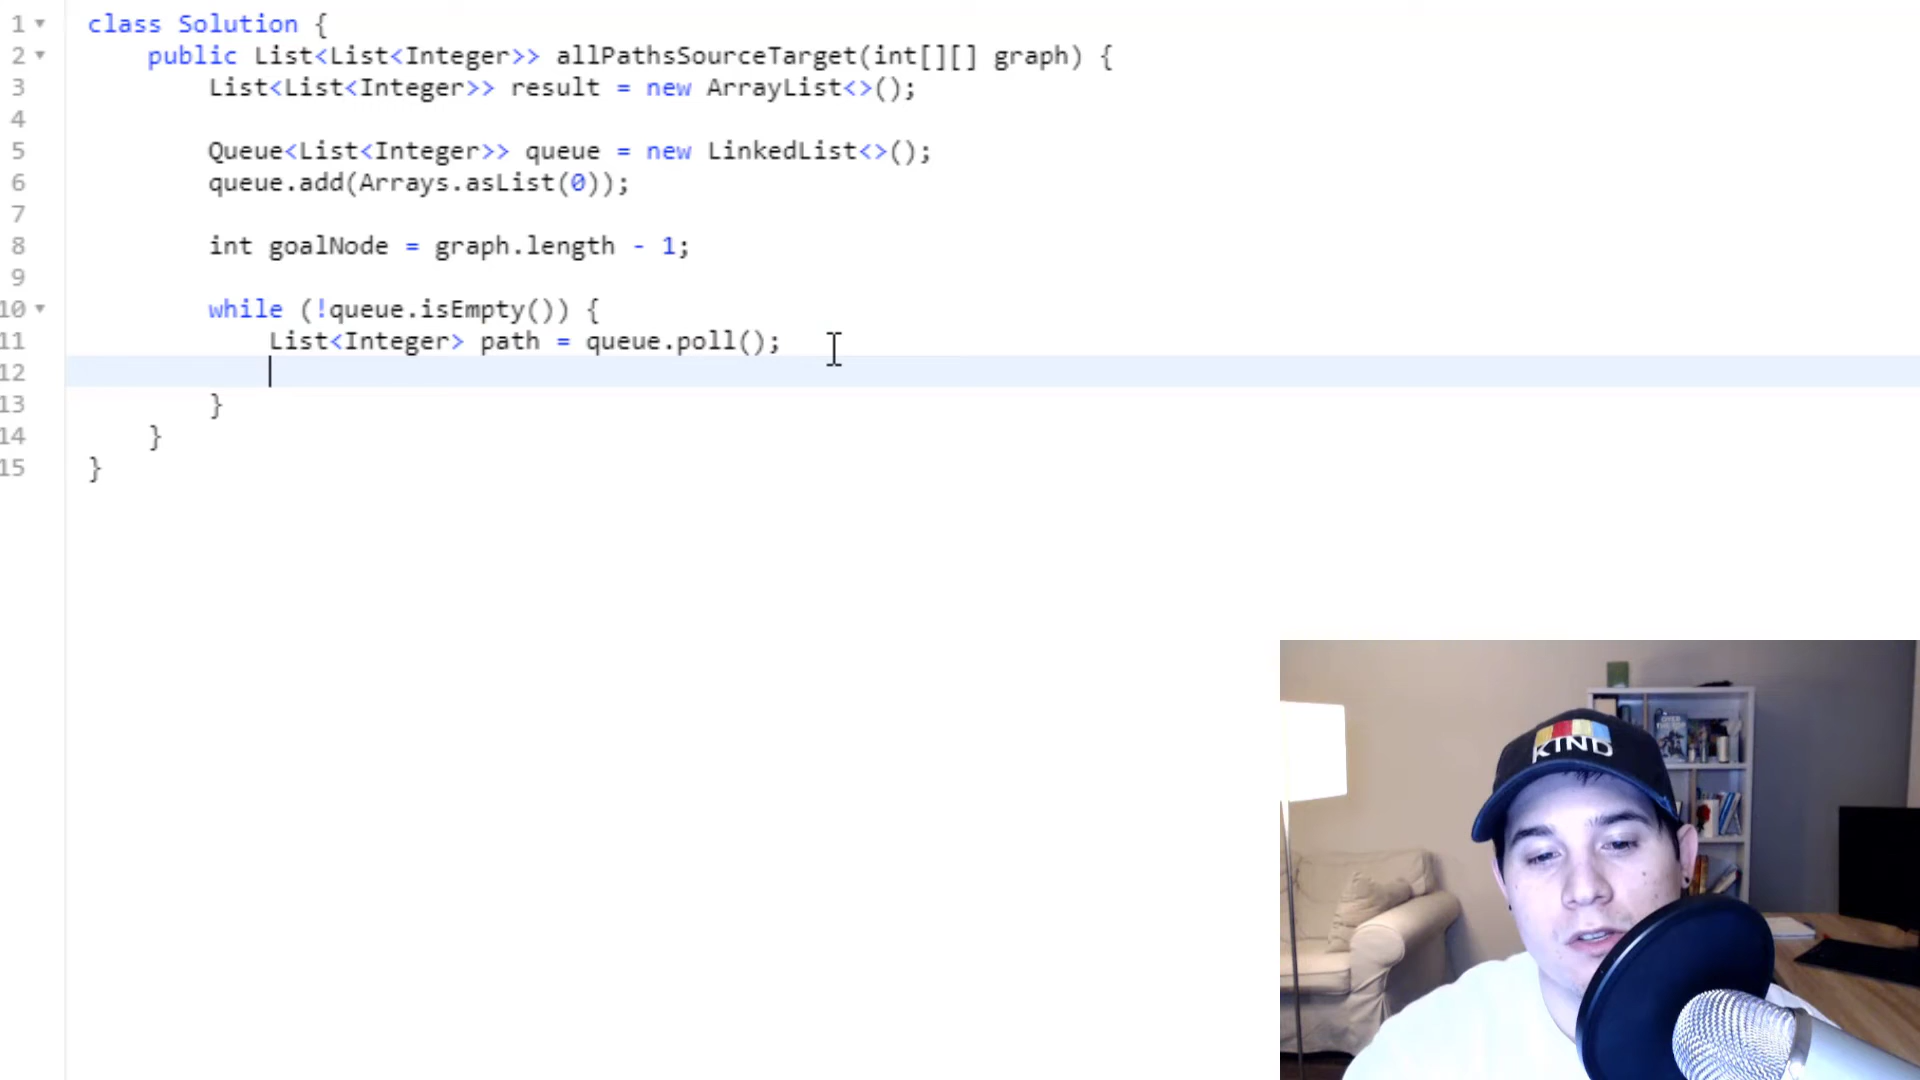 1 class Solution {
2 public List<List<Integer>> allPathsSourceTarget(int[][] graph) {
3 List<List<Integer>> result = new ArrayList<>();
4
5 Queue<List<Integer>> queue = new LinkedList<>();
6 queue.add(Arrays.asList(0));
7
8 int goalNode = graph.length - 1;
9
10 while (!queue.isEmpty()) {
11 List<Integer> path = queue.poll();
12
13 }
14 }
15 }
KIND